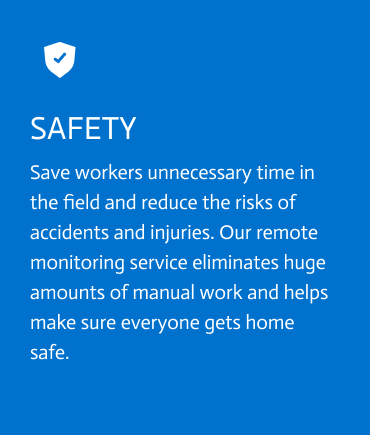 SAFETY
Save workers unnecessary time in
the field and reduce the risks of
accidents and injuries. Our remote
monitoring service eliminates huge
amounts of manual work and helps
make sure everyone gets home
safe.